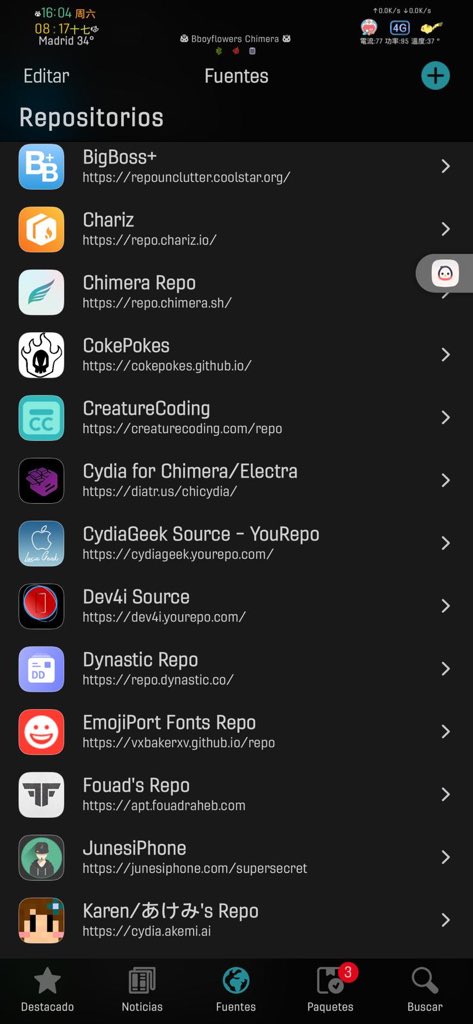 16:04 周六
08:17十七
Madrid 34°
Bboyflowers Chimera
↑0.0K/s ↓0.0K/s
4G
電流:77 功率:95 溫度:37 °
Editar
Fuentes
Repositorios
BigBoss+
https://repounclutter.coolstar.org/
Chariz
https://repo.chariz.io/
Chimera Repo
https://repo.chimera.sh/
CokePokes
https://cokepokes.github.io/
CreatureCoding
https://creaturecoding.com/repo
Cydia for Chimera/Electra
https://diatr.us/chicydia/
CydiaGeek Source - YouRepo
https://cydiageek.yourepo.com/
Dev4i Source
https://dev4i.yourepo.com/
Dynastic Repo
https://repo.dynastic.co/
EmojiPort Fonts Repo
https://vxbakerxv.github.io/repo
Fouad's Repo
https://apt.fouadraheb.com
JunesiPhone
https://junesiphone.com/supersecret
Karen/あけみ's Repo
https://cydia.akemi.ai
3
Destacado
Noticias
Fuentes
Paquetes
Buscar